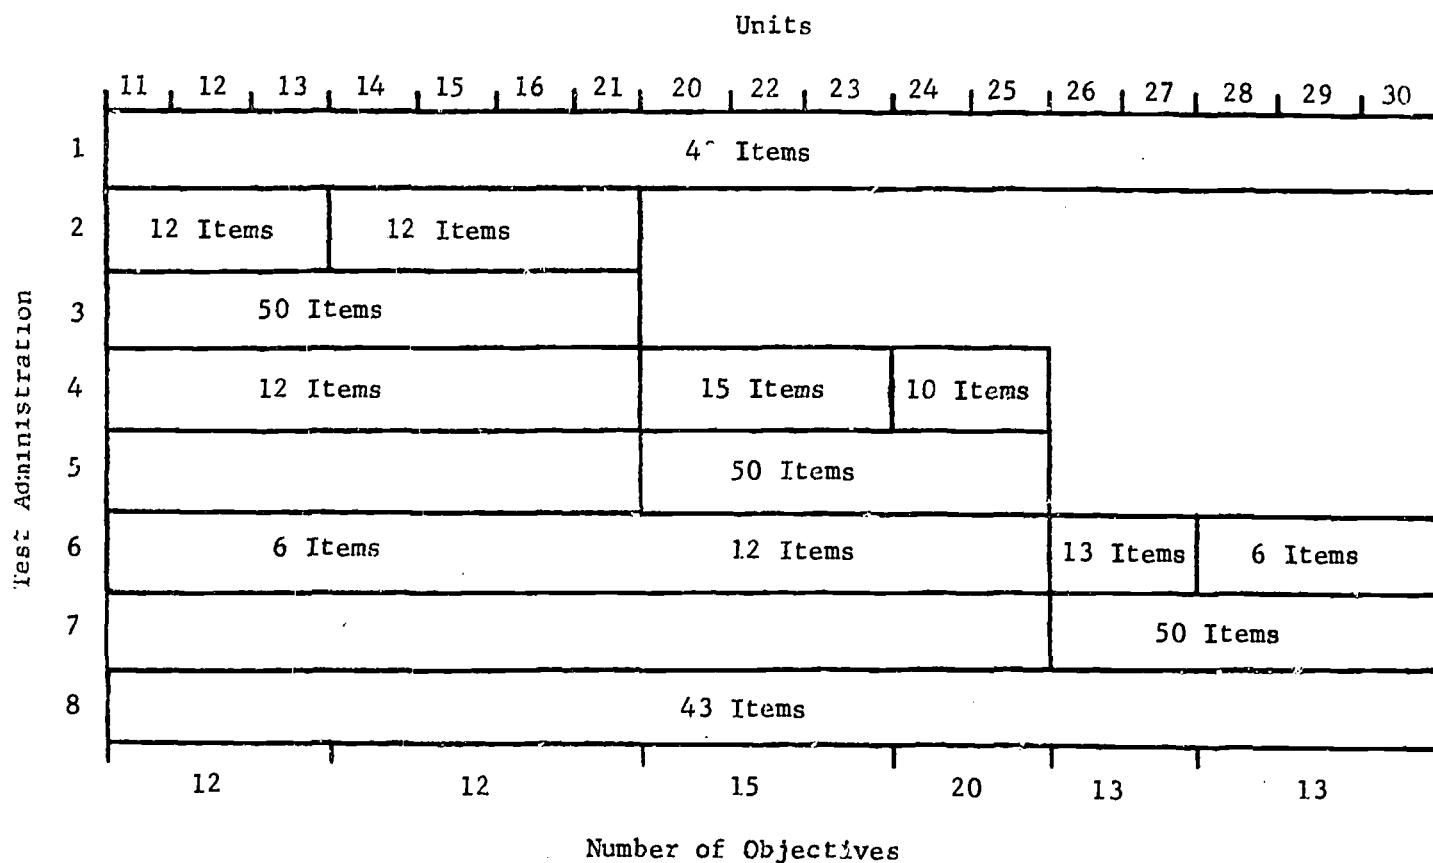 Units
11 12 13 14 15 16 21 20 22 23 24 25 26 27 28 29 30
Test Administration
1 Items
2 12 Items 12 Items
3 50 Items
4 12 Items 15 Items 10 Items
5 50 Items
6 6 Items 12 Items 13 Items 6 Items
7 50 Items
8 43 Items
12 12 15 20 13 13
Number of Objectives